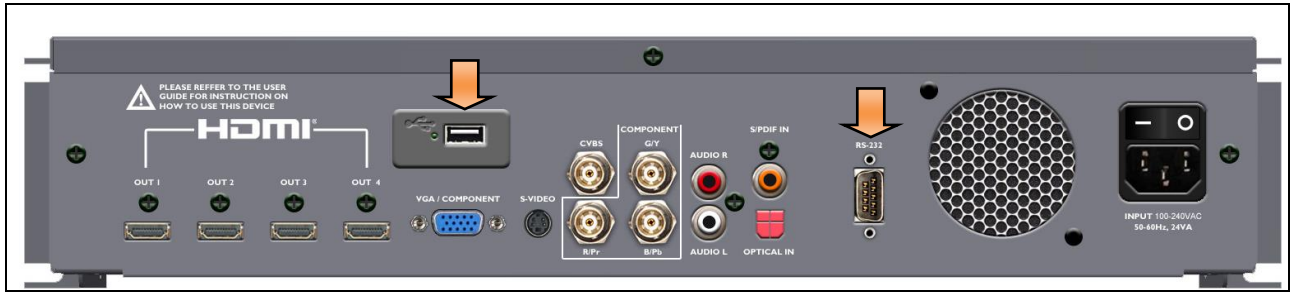 PLEASE REFFER TO THE USER
GUIDE FOR INSTRUCTION ON
HOW TO USE THIS DEVICE
HDMI
OUT 1
OUT 2
OUT 3
OUT 4
VGA / COMPONENT
S-VIDEO
CVBS
COMPONENT
G/Y
R/Pr
B/Pb
AUDIO R
AUDIO L
S/PDIF IN
OPTICAL IN
RS-232
INPUT 100-240VAC
50-60Hz, 24VA